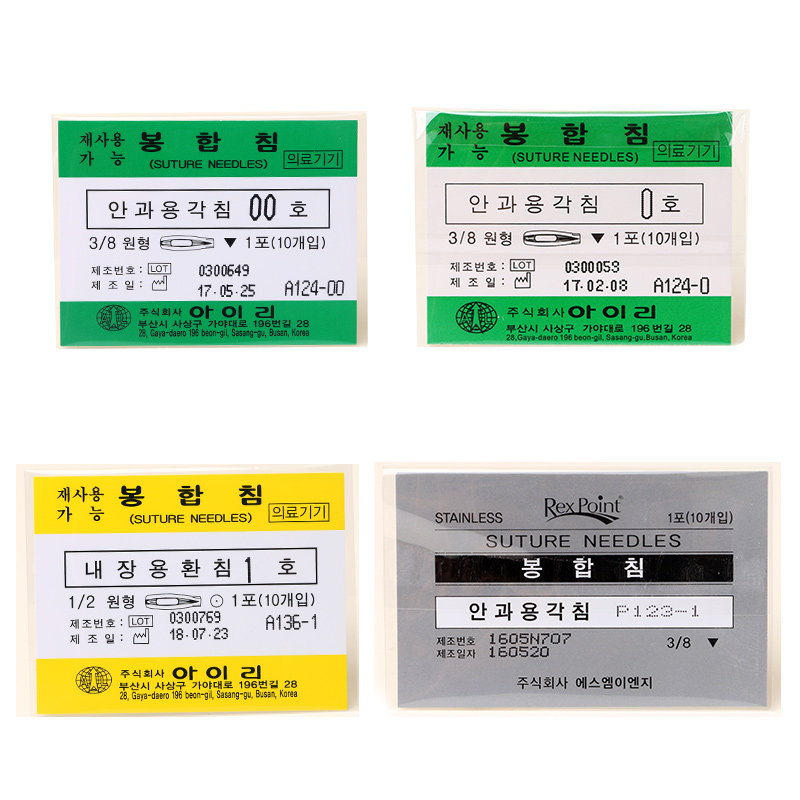 재사용 가능 봉합침 (SUTURE NEEDLES) 의료기기
안과용각침 00 호
3/8 원형 ▼ 1포(10개입)
제조번호 : LOT 0300649
제 조 일 : 17.05.25 A124-00
주식회사 아이리
부산시 사상구 가야대로 196번길 28
28, Gaya-daero 196 beon-gil, Sasang-gu, Busan, Korea
재사용 가능 봉합침 (SUTURE NEEDLES) 의료기기
안과용각침 0 호
3/8 원형 ▼ 1포(10개입)
제조번호 : LOT 0300053
제 조 일 : 17.02.08 A124-0
주식회사 아이리
부산시 사상구 가야대로 196번길 28
28,Gaya-daero 196 beon-gil, Sasang-gu,Busan, Korea
재사용 가능 봉합침 (SUTURE NEEDLES) 의료기기
내장용환침 1 호
1/2 원형 ⊙ 1포(10개입)
제조번호 : LOT 0300769
제 조 일 : 18.07.23 A136-1
주식회사 아이리
부산시 사상구 가야대로 196번길 28
28, Gaya-daero 196 beon-gil, Sasang-gu, Busan, Korea
STAINLESS Rex Point® 1포(10개입)
SUTURE NEEDLES
봉합침
안과용각침 P123-1
제조번호 1605N707
제조일자 160520 3/8 ▼
주식회사 에스엠이엔지